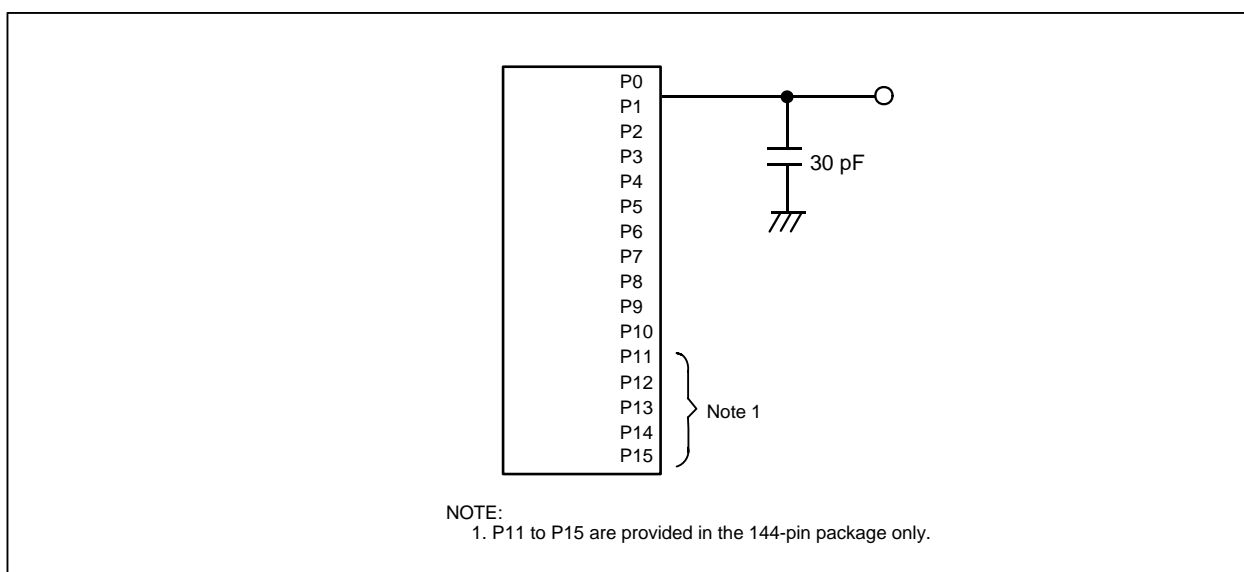 P0
P1
P2
P3
P4
P5
P6
P7
P8
P9
P10
P11
P12
P13
P14
P15
30 pF
Note 1
NOTE:
1. P11 to P15 are provided in the 144-pin package only.